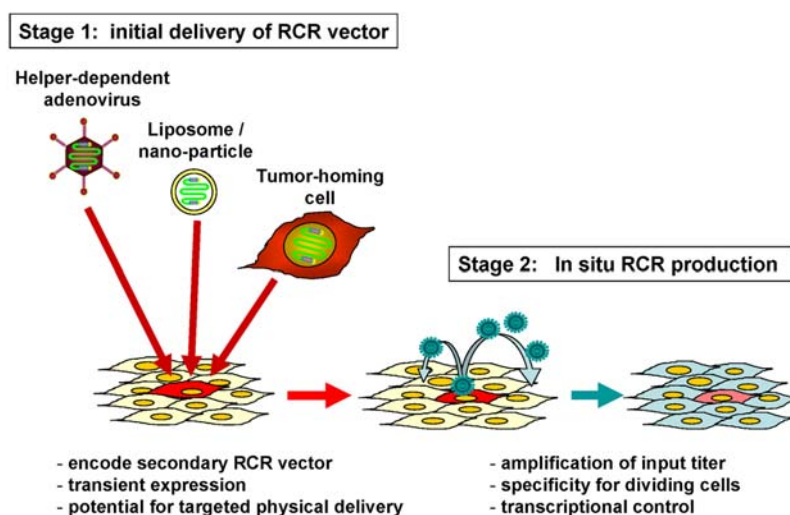 Stage 1: initial delivery of RCR vector
Helper-dependent
adenovirus
Liposome /
nano-particle
Tumor-homing
cell
Stage 2: In situ RCR production
- encode secondary RCR vector
- transient expression
- potential for targeted physical delivery
- amplification of input titer
- specificity for dividing cells
- transcriptional control